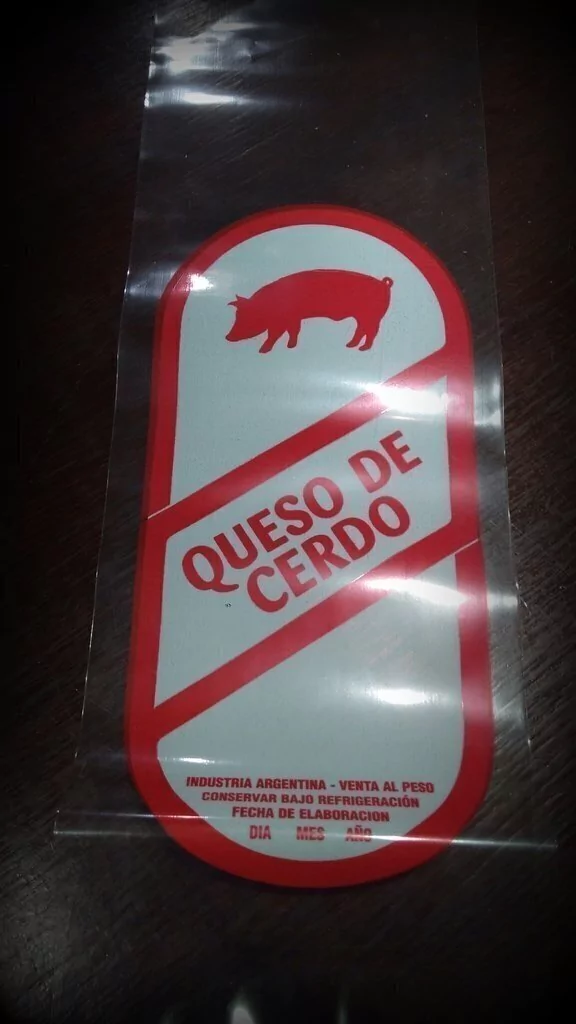 QUESO DE
CERDO
INDUSTRIA ARGENTINA - VENTA AL PESO
CONSERVAR BAJO REFRIGERACIÓN
FECHA DE ELABORACION
DIA MES AÑO